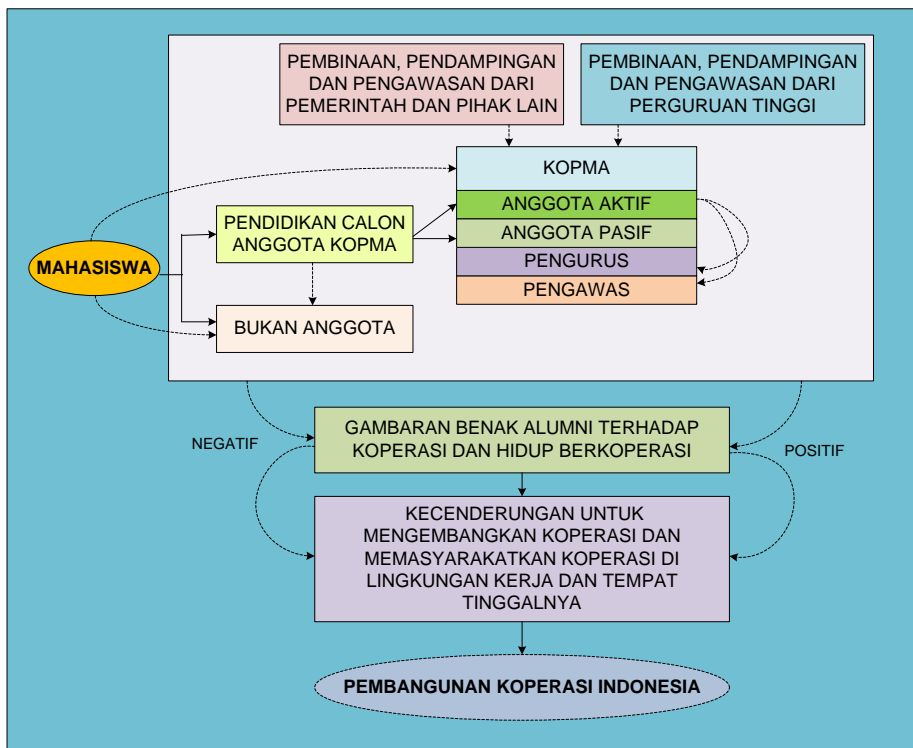 PEMBINAAN, PENDAMPINGAN
DAN PENGAWASAN DARI
PEMERINTAH DAN PIHAK LAIN
PEMBINAAN, PENDAMPINGAN
DAN PENGAWASAN DARI
PERGURUAN TINGGI
KOPMA
ANGGOTA AKTIF
ANGGOTA PASIF
PENGURUS
PENGAWAS
PENDIDIKAN CALON
ANGGOTA KOPMA
MAHASISWA
BUKAN ANGGOTA
GAMBARAN BENAK ALUMNI TERHADAP
KOPERASI DAN HIDUP BERKOPERASI
NEGATIF
POSITIF
KECENDERUNGAN UNTUK
MENGEMBANGKAN KOPERASI DAN
MEMASYARAKATKAN KOPERASI DI
LINGKUNGAN KERJA DAN TEMPAT
TINGGALNYA
PEMBANGUNAN KOPERASI INDONESIA